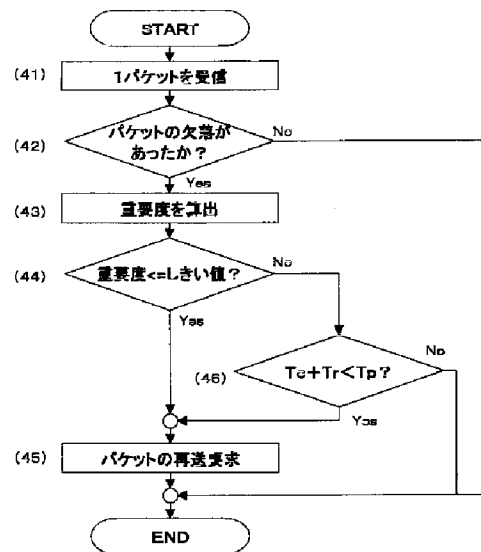 START
(41)
1パケットを受信
(42)
パケットの欠落が
あったか？
No
Yes
(43)
重要度を算出
(44)
重要度<=しきい値？
No
Yes
(46)
Te+Tr<Tp？
No
Yes
(45)
パケットの再送要求
END